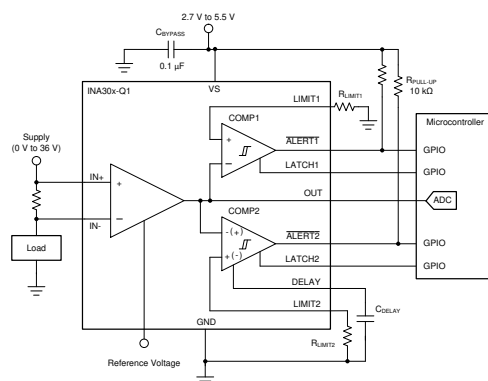 2.7 V to 5.5 V
CBYPASS
0.1 µF
RPULL-UP
10 kΩ
VS
INA30x-Q1
LIMIT1
RLIMIT1
COMP1
Microcontroller
Supply
(0 V to 36 V)
+
-
ALERT1
GPIO
LATCH1
GPIO
IN+
+
OUT
ADC
IN-
-
COMP2
Load
-(+)
+(-)
ALERT2
GPIO
LATCH2
GPIO
DELAY
LIMIT2
CDELAY
GND
RLIMIT2
Reference Voltage